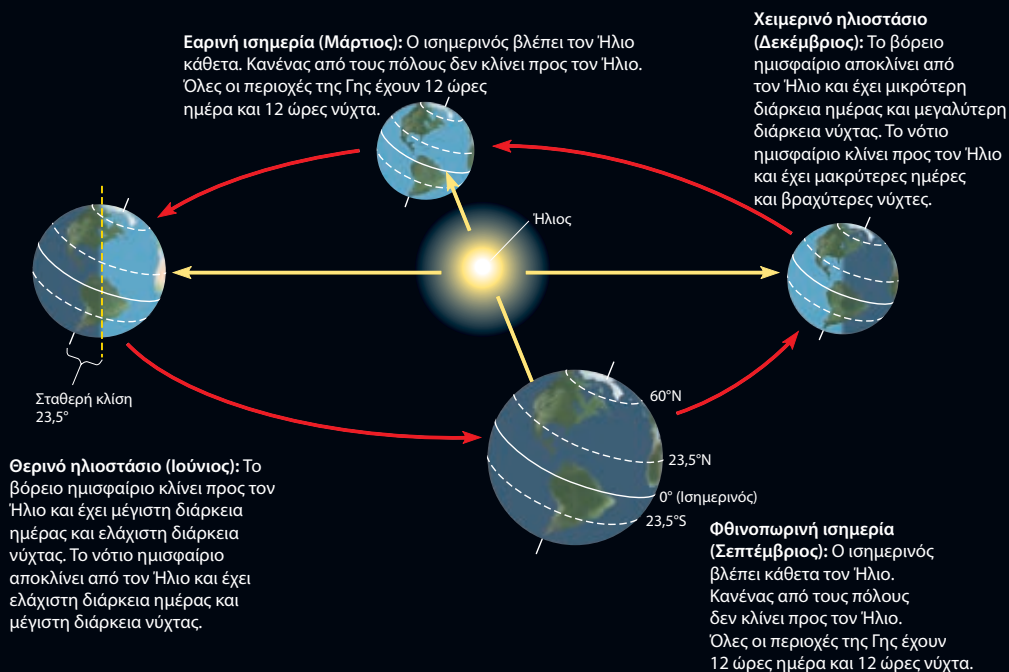 Εαρινή ισημερία (Μάρτιος): Ο ισημερινός βλέπει τον Ήλιο
κάθετα. Κανένας από τους πόλους δεν κλίνει προς τον Ήλιο.
Όλες οι περιοχές της Γης έχουν 12 ώρες
ημέρα και 12 ώρες νύχτα.
Χειμερινό ηλιοστάσιο
(Δεκέμβριος): Το βόρειο
ημισφαίριο αποκλίνει από
τον Ήλιο και έχει μικρότερη
διάρκεια ημέρας και μεγαλύτερη
διάρκεια νύχτας. Το νότιο
ημισφαίριο κλίνει προς τον Ήλιο
και έχει μακρύτερες ημέρες
και βραχύτερες νύχτες.
Ήλιος
Σταθερή κλίση
23,5°
60°N
23,5°N
0° (Ισημερινός)
23,5°S
Θερινό ηλιοστάσιο (Ιούνιος): Το
βόρειο ημισφαίριο κλίνει προς τον
Ήλιο και έχει μέγιστη διάρκεια
ημέρας και ελάχιστη διάρκεια
νύχτας. Το νότιο ημισφαίριο
αποκλίνει από τον Ήλιο και έχει
ελάχιστη διάρκεια ημέρας και
μέγιστη διάρκεια νύχτας.
Φθινοπωρινή ισημερία
(Σεπτέμβριος): Ο ισημερινός
βλέπει κάθετα τον Ήλιο.
Κανένας από τους πόλους
δεν κλίνει προς τον Ήλιο.
Όλες οι περιοχές της Γης έχουν
12 ώρες ημέρα και 12 ώρες νύχτα.